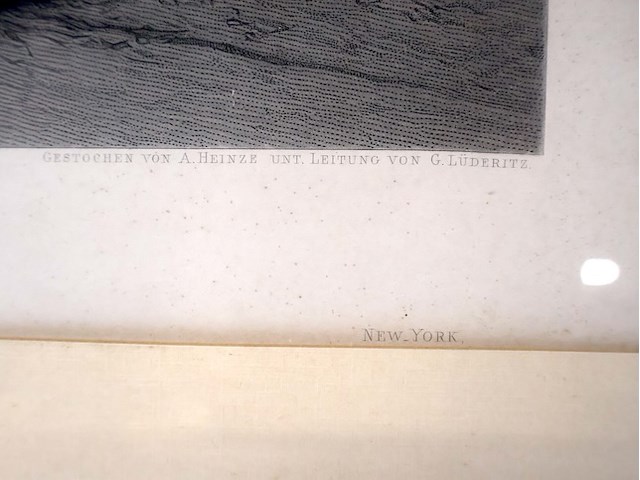 GESTOCHEN VON A. HEINZE UNT. LEITUNG VON G. LÜDERITZ.
NEW-YORK.